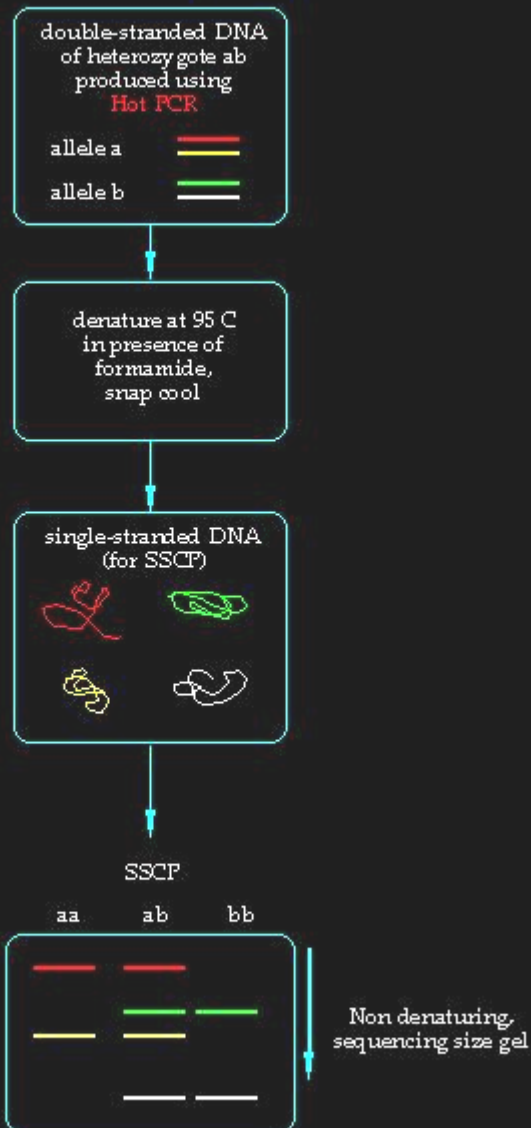 double-stranded DNA
of heterozygote ab
produced using
Hot PCR
allele a
allele b
denature at 95 C
in presence of
formamide,
snap cool
single-stranded DNA
(for SSCP)
SSCP
aa ab bb
Non denaturing,
sequencing size gel